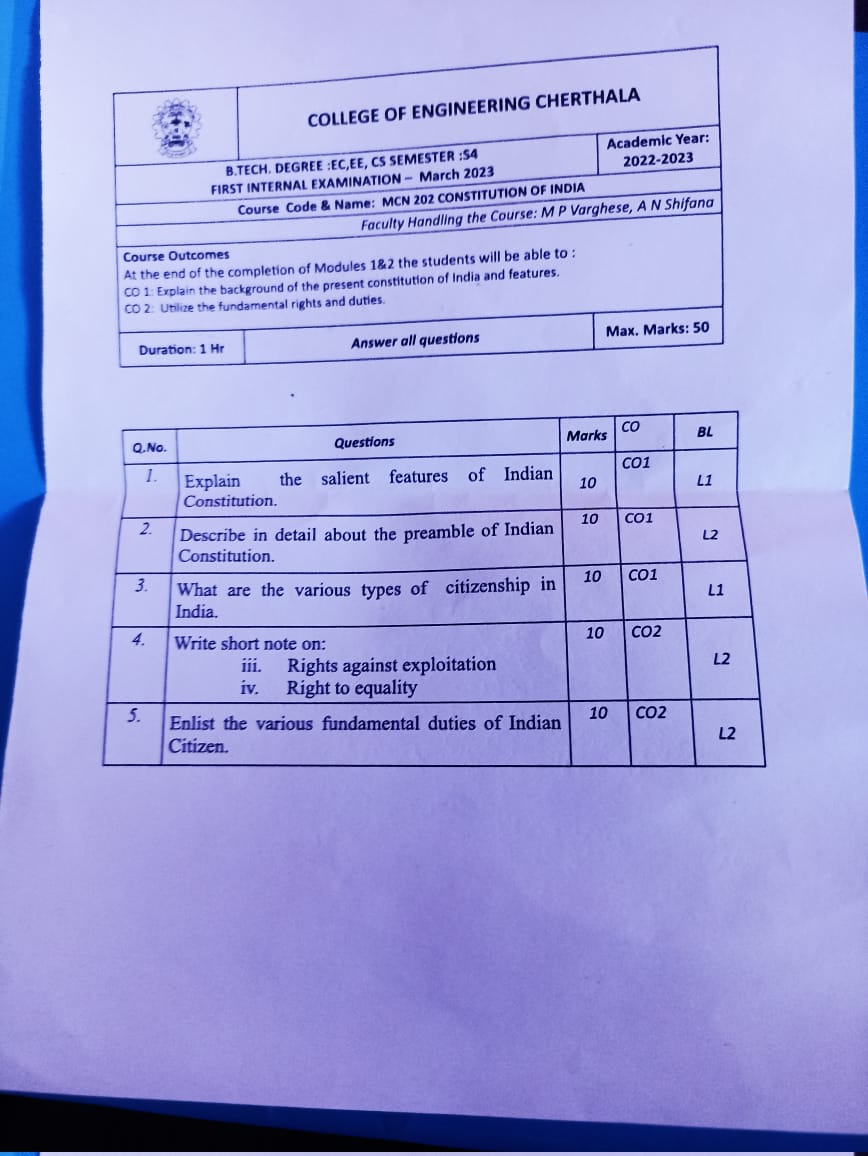 COLLEGE OF ENGINEERING CHERTHALA
B.TECH. DEGREE :EC,EE, CS SEMESTER :S4
FIRST INTERNAL EXAMINATION – March 2023
Academic Year:
2022-2023
Course Code & Name: MCN 202 CONSTITUTION OF INDIA
Faculty Handling the Course: M P Varghese, A N Shifana
Course Outcomes
At the end of the completion of Modules 1&2 the students will be able to :
CO 1: Explain the background of the present constitution of India and features.
CO 2: Utilize the fundamental rights and duties.
Duration: 1 Hr Answer all questions Max. Marks: 50
Q.No. Questions Marks CO BL
1. Explain the salient features of Indian 10 CO1 L1
Constitution.
2. Describe in detail about the preamble of Indian 10 CO1 L2
Constitution.
3. What are the various types of citizenship in 10 CO1 L1
India.
4. Write short note on: 10 CO2 L2
iii. Rights against exploitation
iv. Right to equality
5. Enlist the various fundamental duties of Indian 10 CO2 L2
Citizen.